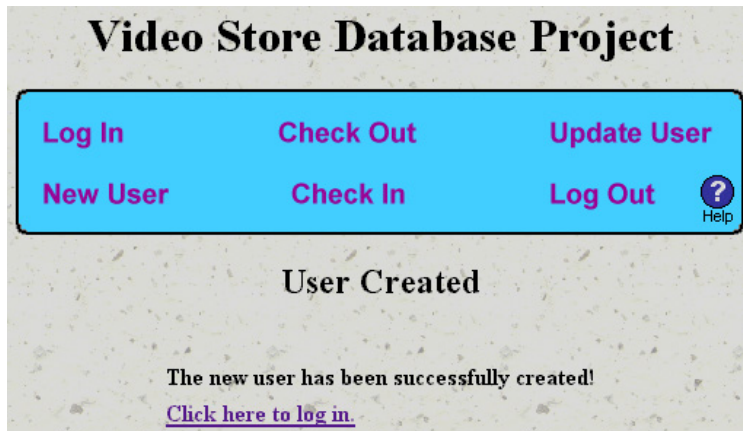 Video Store Database Project
Log In Check Out Update User
New User Check In Log Out ?
Help
User Created
The new user has been successfully created!
Click here to log in.